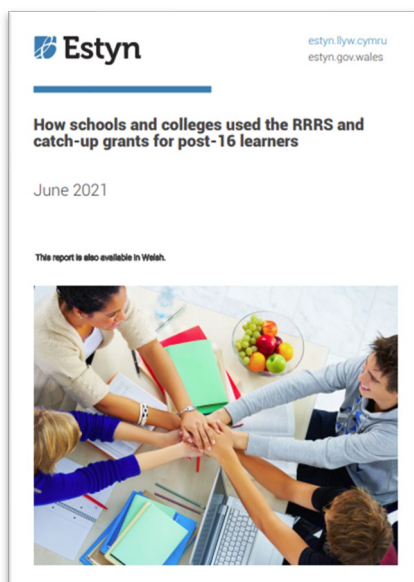 Estyn
estyn.llyw.cymru
estyn.gov.wales
How schools and colleges used the RRRS and
catch-up grants for post-16 learners
June 2021
This report is also available in Welsh.